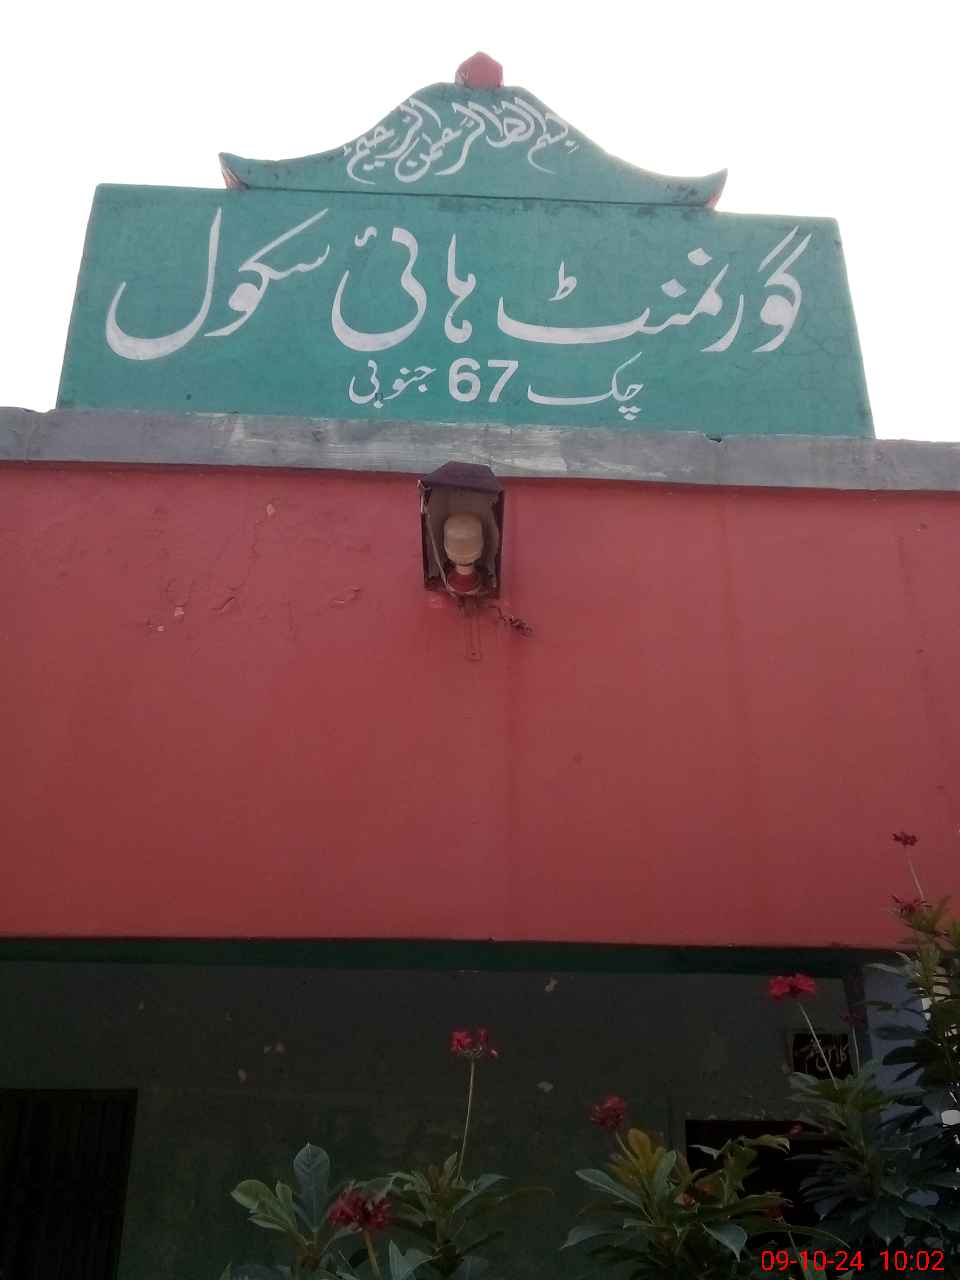 بسم اللہ الرحمن الرحیم
گورنمنٹ ہائی سکول
چک 67 جنوبی
09-10-24 10:02